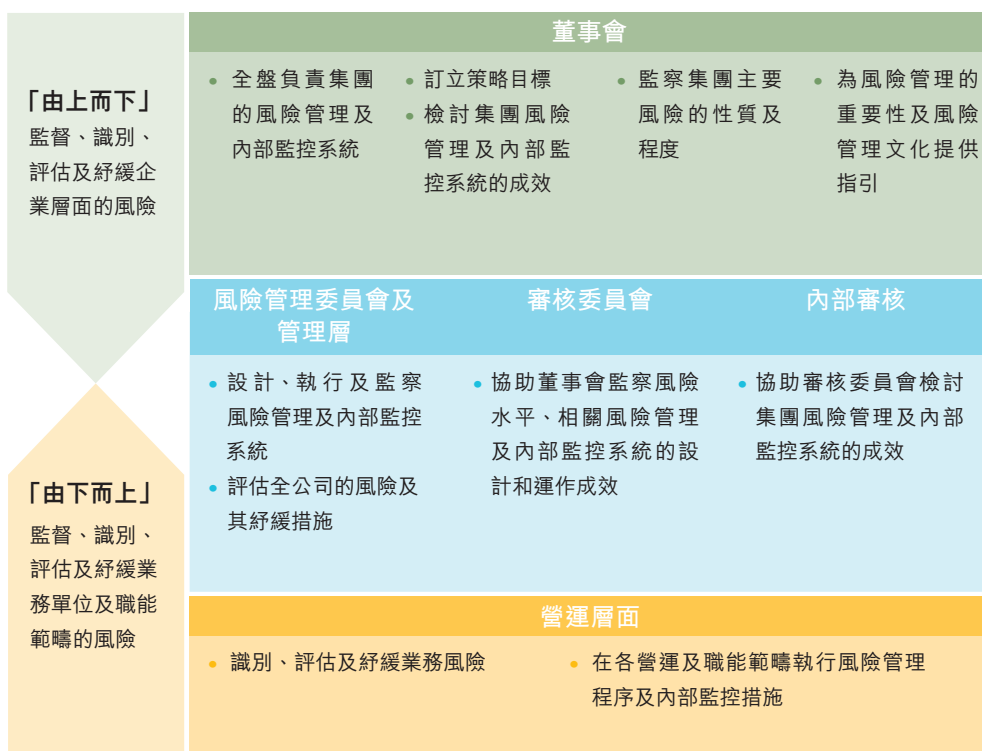 「由上而下」
監督、識別、
評估及紓緩企
業層面的風險
董事會
• 全盤負責集團
的風險管理及
內部監控系統
• 訂立策略目標
• 檢討集團風險
管理及內部監
控系統的成效
• 監察集團主要
風險的性質及
程度
• 為風險管理的
重要性及風險
管理文化提供
指引
風險管理委員會及
管理層
• 設計、執行及監察
風險管理及內部監控
系統
• 評估全公司的風險及
其紓緩措施
審核委員會
• 協助董事會監察風險
水平、相關風險管理
及內部監控系統的設
計和運作成效
內部審核
• 協助審核委員會檢討
集團風險管理及內部
監控系統的成效
「由下而上」
監督、識別、
評估及紓緩業
務單位及職能
範疇的風險
營運層面
• 識別、評估及紓緩業務風險
• 在各營運及職能範疇執行風險管理
程序及內部監控措施